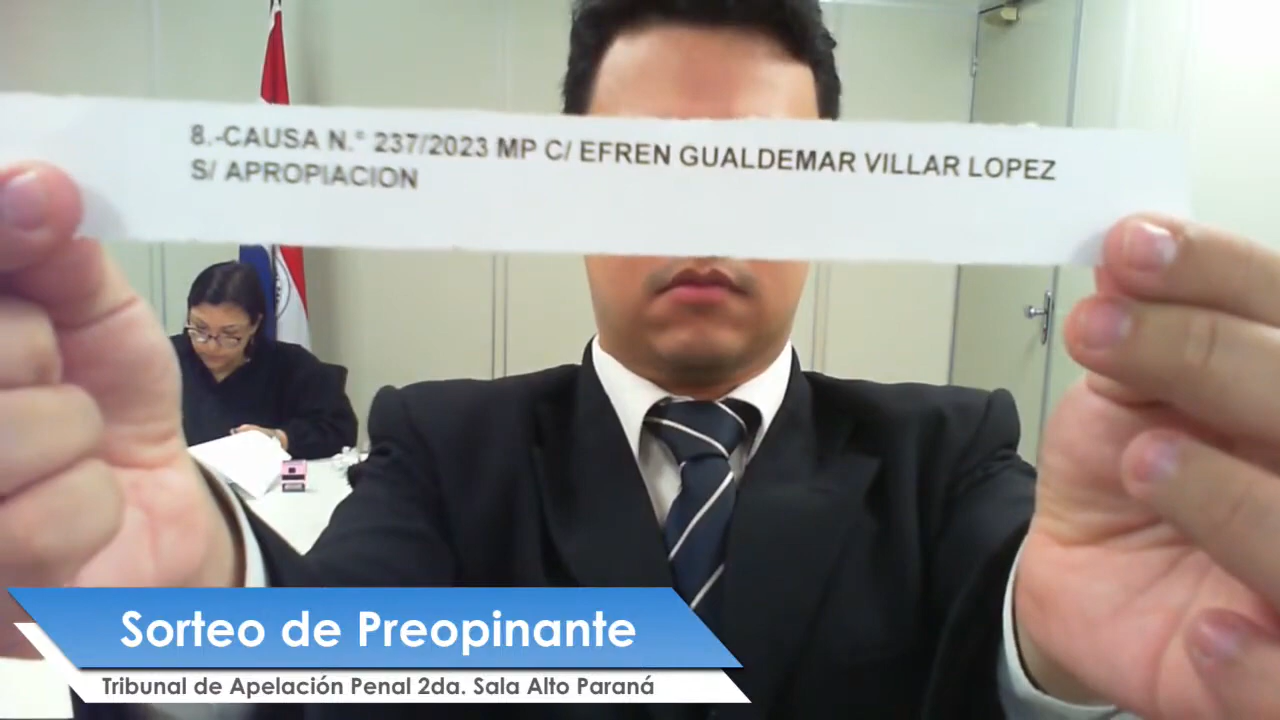 8.-CAUSA N.° 237/2023 MP C/ EFREN GUALDEMAR VILLAR LOPEZ
S/ APROPIACION
Sorteo de Preopinante
Tribunal de Apelación Penal 2da. Sala Alto Paraná